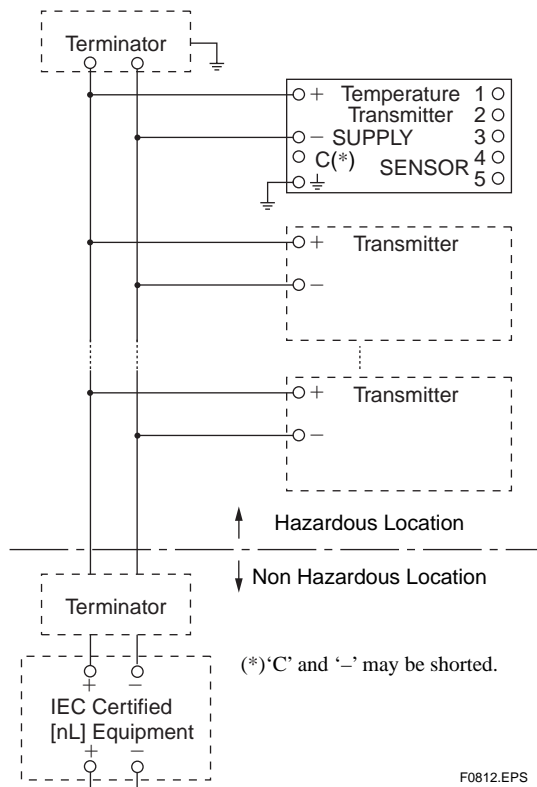 Terminator
+ Temperature 1
Transmitter 2
− SUPPLY 3
C(*) SENSOR 4
5
+ Transmitter
−
+ Transmitter
−
Hazardous Location
Non Hazardous Location
Terminator
+ −
IEC Certified
[nL] Equipment
+ −
(*)‘C’ and ‘–’ may be shorted.
F0812.EPS